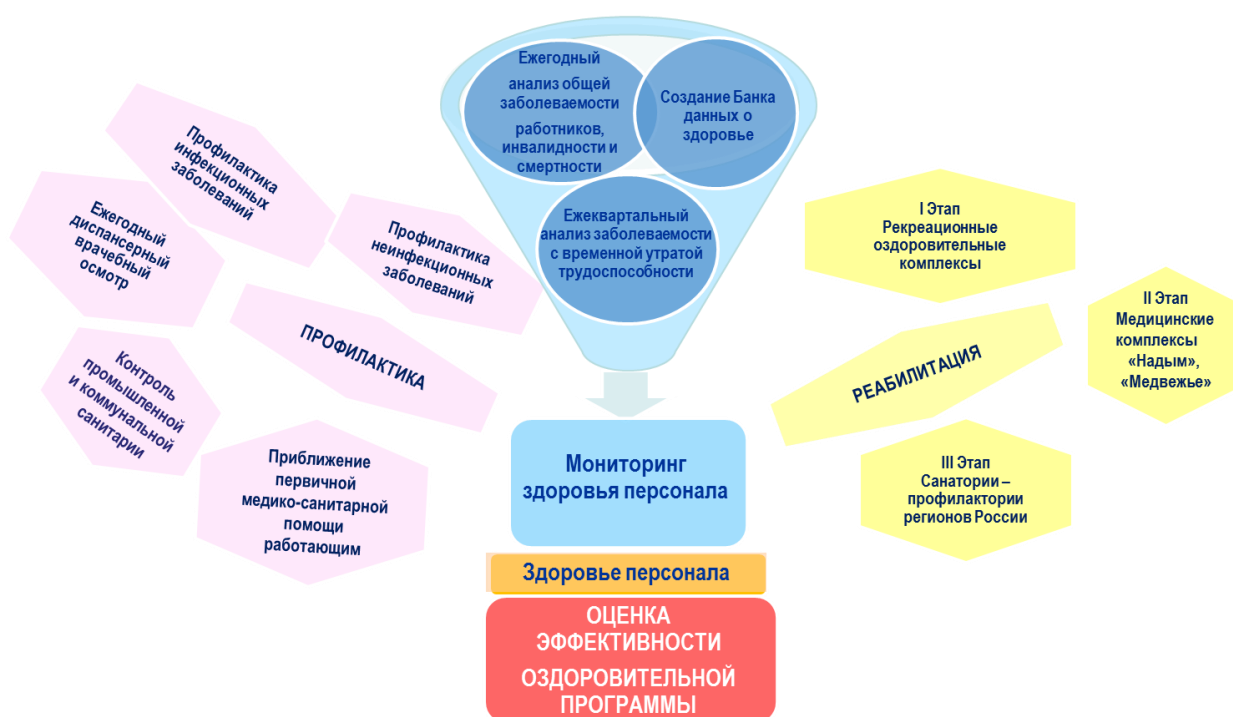 Профилактика
инфекционных
заболеваний
Ежегодный
диспансерный
врачебный
осмотр
Профилактика
неинфекционных
заболеваний
ПРОФИЛАКТИКА
Контроль
промышленной
и коммунальной
санитарии
Приближение
первичной
медико-санитарной
помощи
работающим
Ежегодный
анализ общей
заболеваемости
работников,
инвалидности и
смертности
Создание Банка
данных о
здоровье
Ежеквартальный
анализ заболеваемости
с временной утратой
трудоспособности
Мониторинг
здоровья персонала
Здоровье персонала
ОЦЕНКА
ЭФФЕКТИВНОСТИ
ОЗДОРОВИТЕЛЬНОЙ
ПРОГРАММЫ
I Этап
Рекреационные
оздоровительные
комплексы
II Этап
Медицинские
комплексы
«Надым»,
«Медвежье»
РЕАБИЛИТАЦИЯ
III Этап
Санатории –
профилактории
регионов России